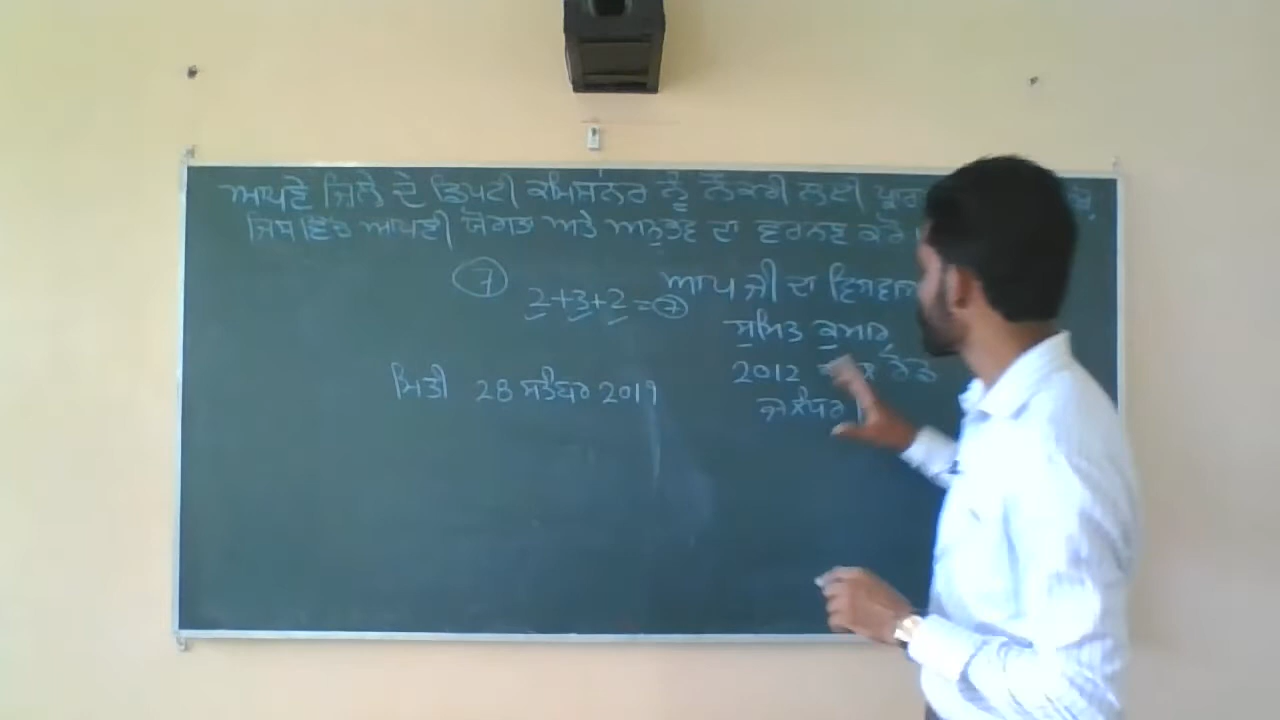 ਆਪਣੇ ਜ਼ਿਲੇ ਦੇ ਡਿਪਟੀ ਕਮਿਸ਼ਨਰ ਨੂੰ ਨੌਕਰੀ ਲਈ
ਜਿਸ ਵਿੱਚ ਆਪਣੀ ਯੋਗਤਾ ਅਤੇ ਅਨੁਭਵ ਦਾ ਵਰਨਣ ਕਰੋ
7
ਆਪ ਜੀ ਦਾ
2+3+2=7
ਸੁਮਿਤ ਕੁਮਾਰ
2012
ਮਿਤੀ 28 ਸਤੰਬਰ 2019
ਜਲੰਧਰ